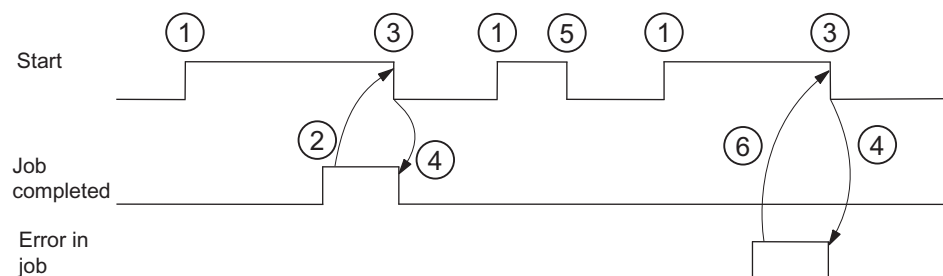 1 3 1 5 1 3
Start
2 4 6 4
Job
completed
Error in
job